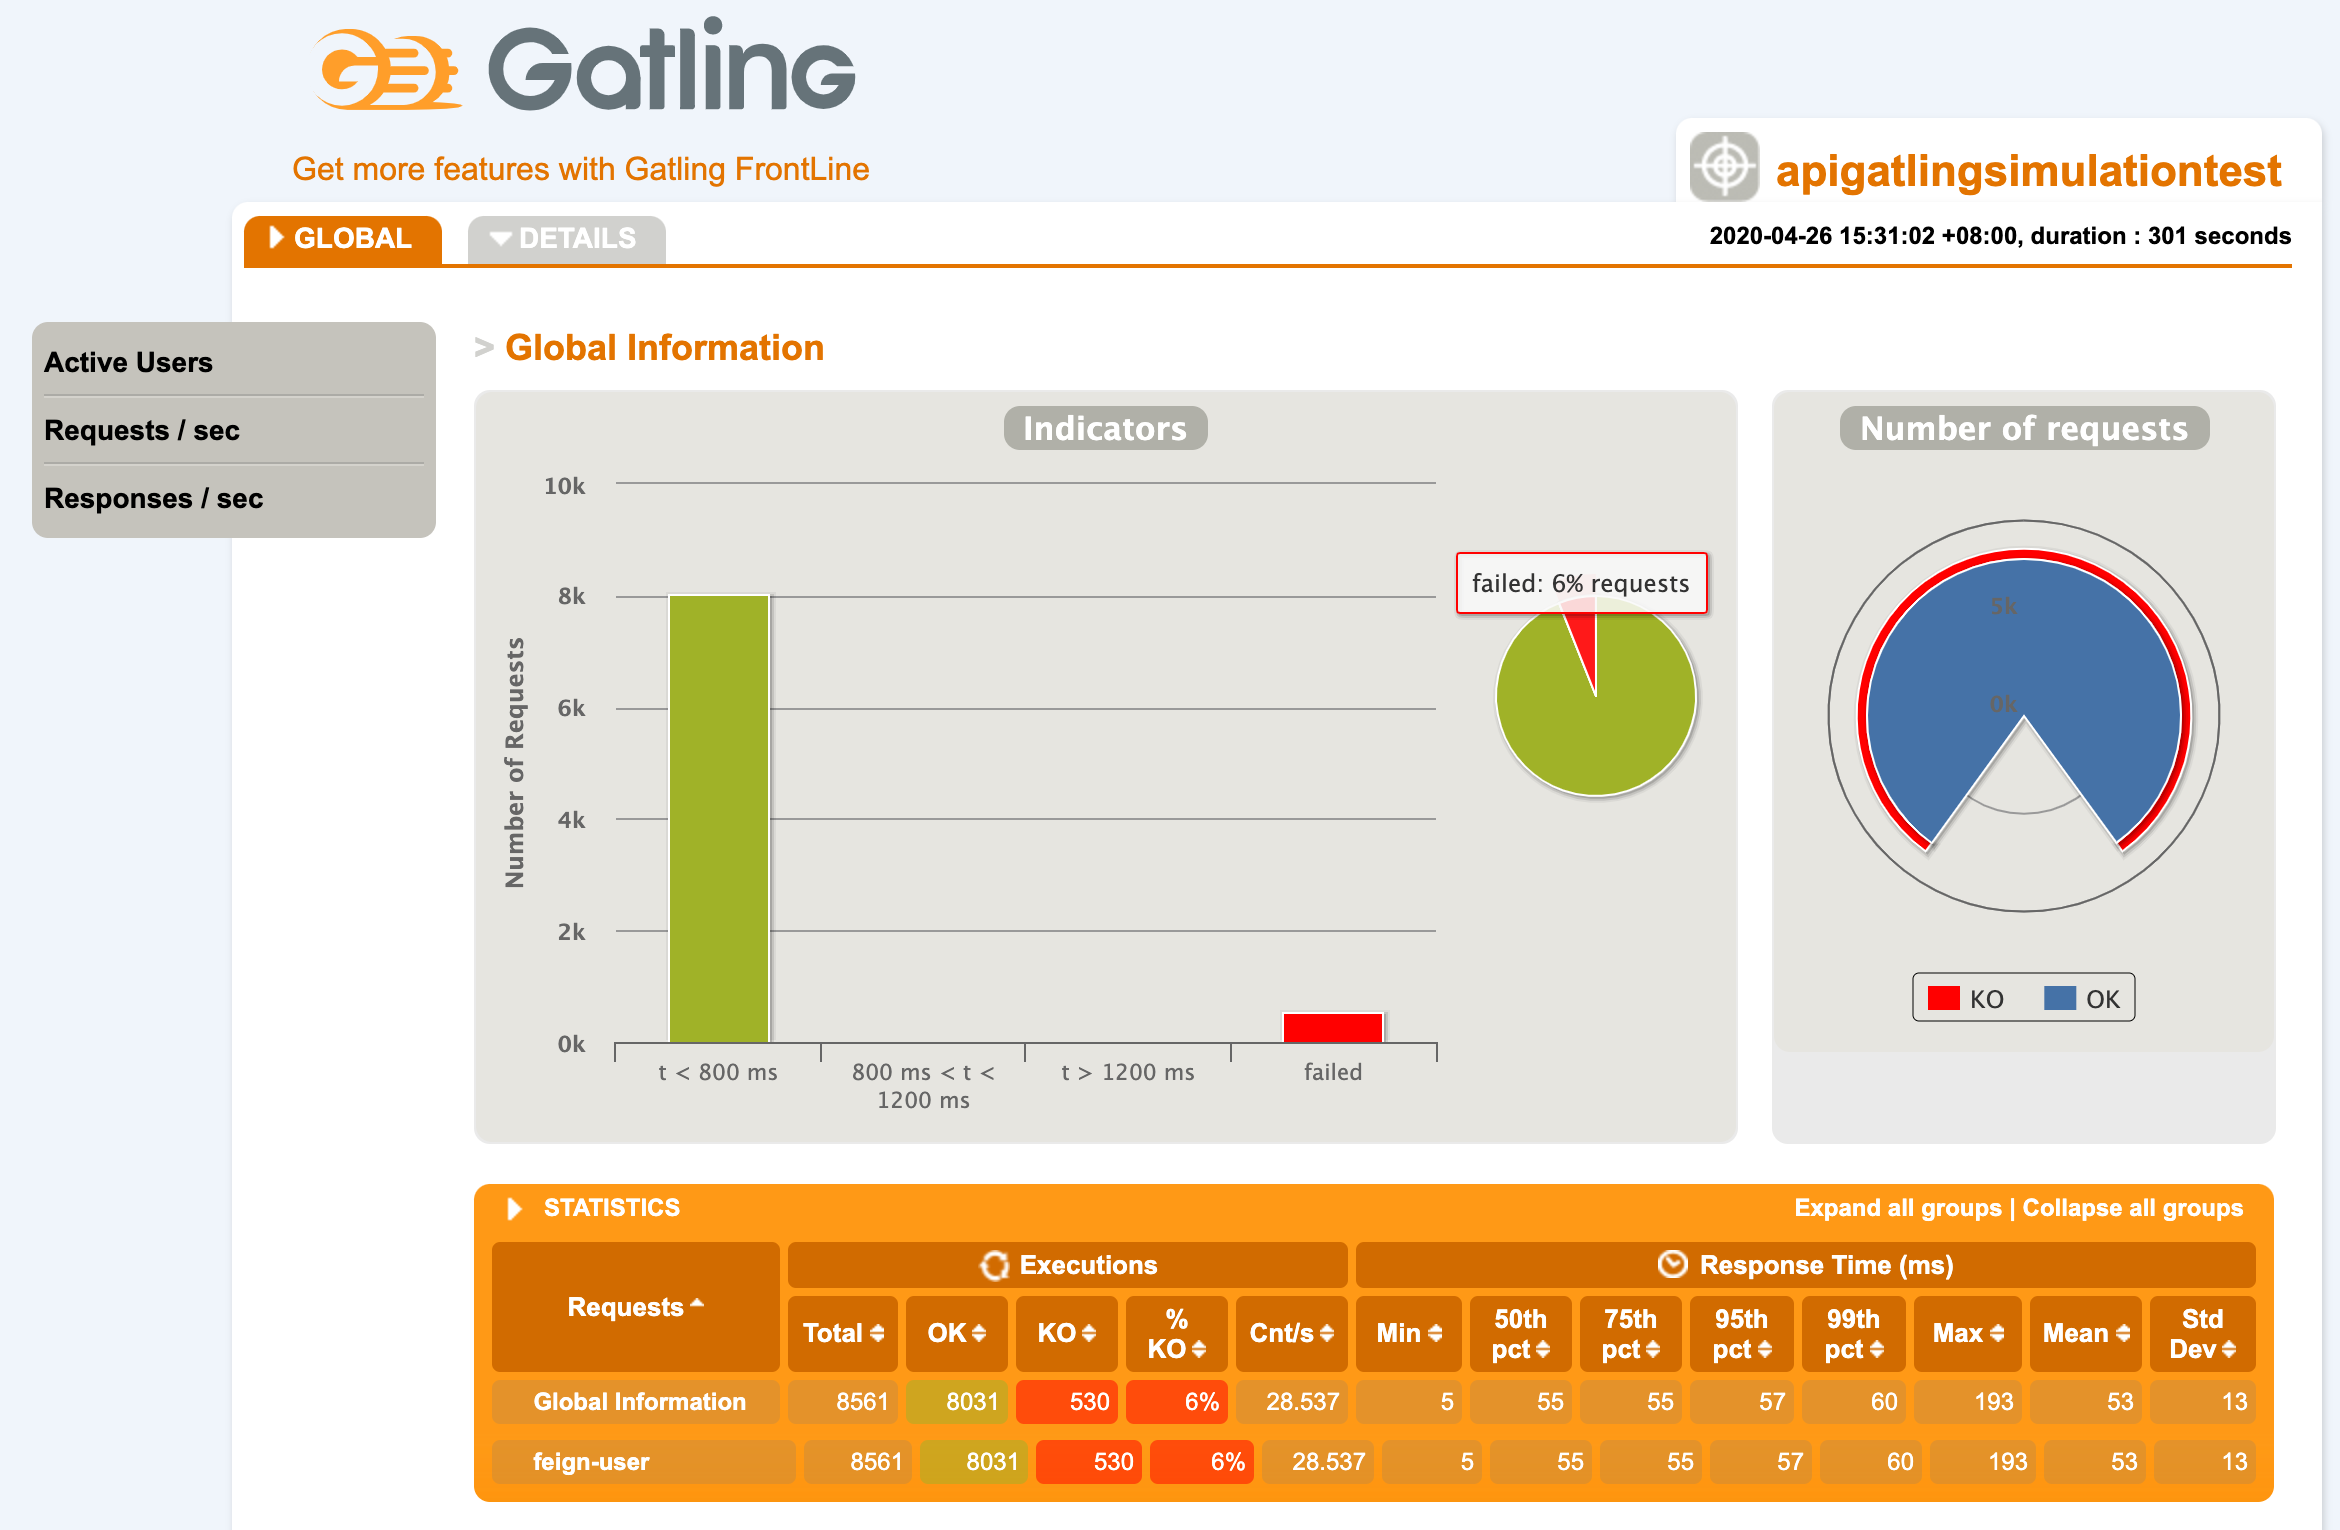 Gatling
Get more features with Gatling FrontLine
apigatlingsimulationtest
GLOBAL
DETAILS
2020-04-26 15:31:02 +08:00, duration : 301 seconds
Active Users
Requests / sec
Responses / sec
> Global Information
Indicators
10k
8k
6k
4k
2k
0k
Number of Requests
t < 800 ms
800 ms < t <
1200 ms
t > 1200 ms
failed
failed: 6% requests
Number of requests
5k
0k
KO
OK
STATISTICS
Expand all groups | Collapse all groups
Requests
Executions
Response Time (ms)
Total
OK
KO
%
KO
Cnt/s
Min
50th
pct
75th
pct
95th
pct
99th
pct
Max
Mean
Std
Dev
Global Information 8561 8031 530 6% 28.537 5 55 55 57 60 193 53 13
feign-user 8561 8031 530 6% 28.537 5 55 55 57 60 193 53 13